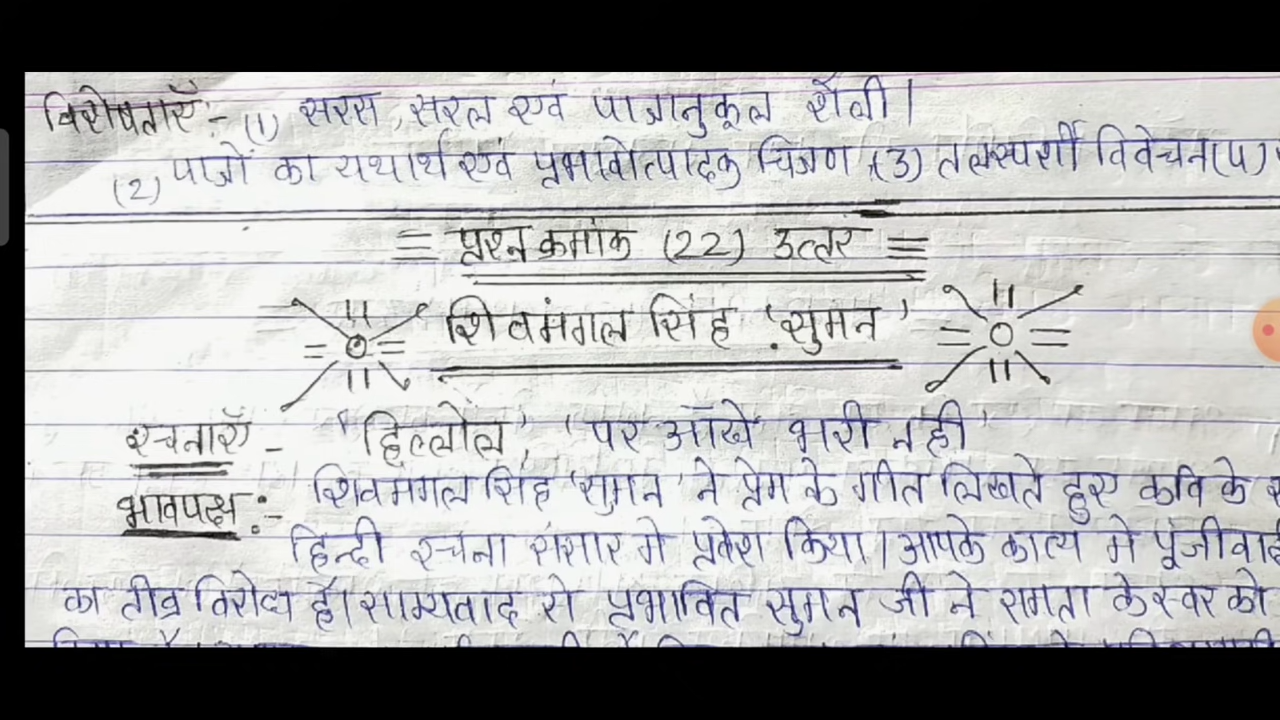 विशेषताएँ:- (1) सरस, सरल एवं पात्रानुकूल शैली।
(2) पात्रों का यथार्थ एवं प्रभावोत्पादक चित्रण, (3) तलस्पर्शी विवेचन (4)
= प्रश्न क्रमांक (22) उत्तर =
शिवमंगल सिंह 'सुमन'
रचनाएँ - 'हिल्लोल', 'पर आँखें भरी नहीं'
भावपक्ष:- शिवमंगल सिंह 'सुमन' ने प्रेम के गीत लिखते हुए कवि के
हिन्दी रचना संसार में प्रवेश किया। आपके काव्य में पूंजीवाद
का तीव्र विरोध है। साम्यवाद से प्रभावित सुमन जी ने समता के स्वर को